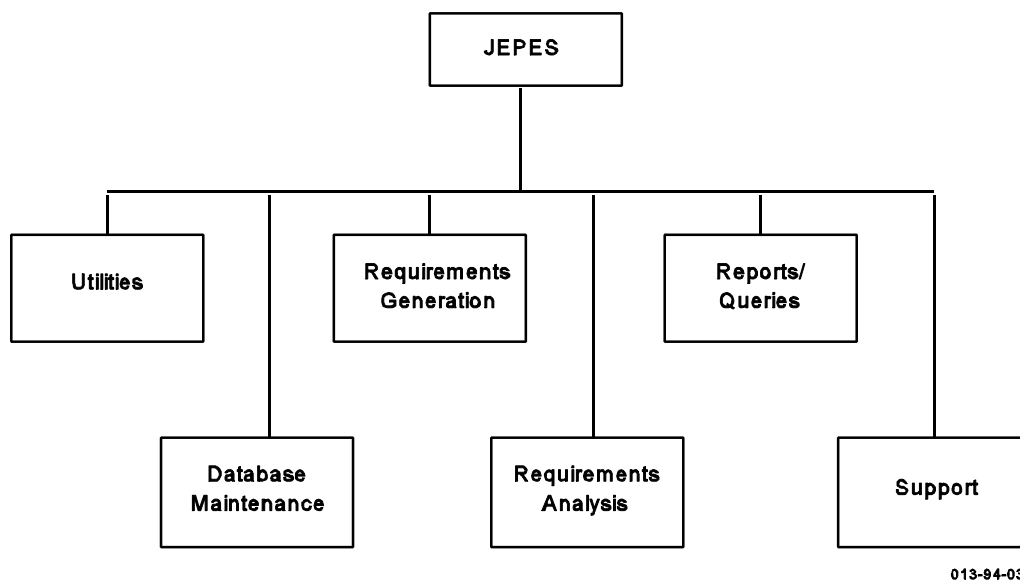 JEPES
Utilities
Requirements
Generation
Reports/
Queries
Database
Maintenance
Requirements
Analysis
Support
013-94-03